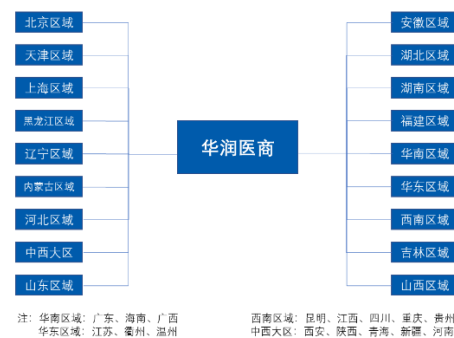 北京区域
天津区域
上海区域
黑龙江区域
辽宁区域
内蒙古区域
河北区域
中西大区
山东区域
华润医商
安徽区域
湖北区域
湖南区域
福建区域
华南区域
华东区域
西南区域
吉林区域
山西区域
注：华南区域：广东、海南、广西
华东区域：江苏、衢州、温州
西南区域：昆明、江西、四川、重庆、贵州
中西大区：西安、陕西、青海、新疆、河南